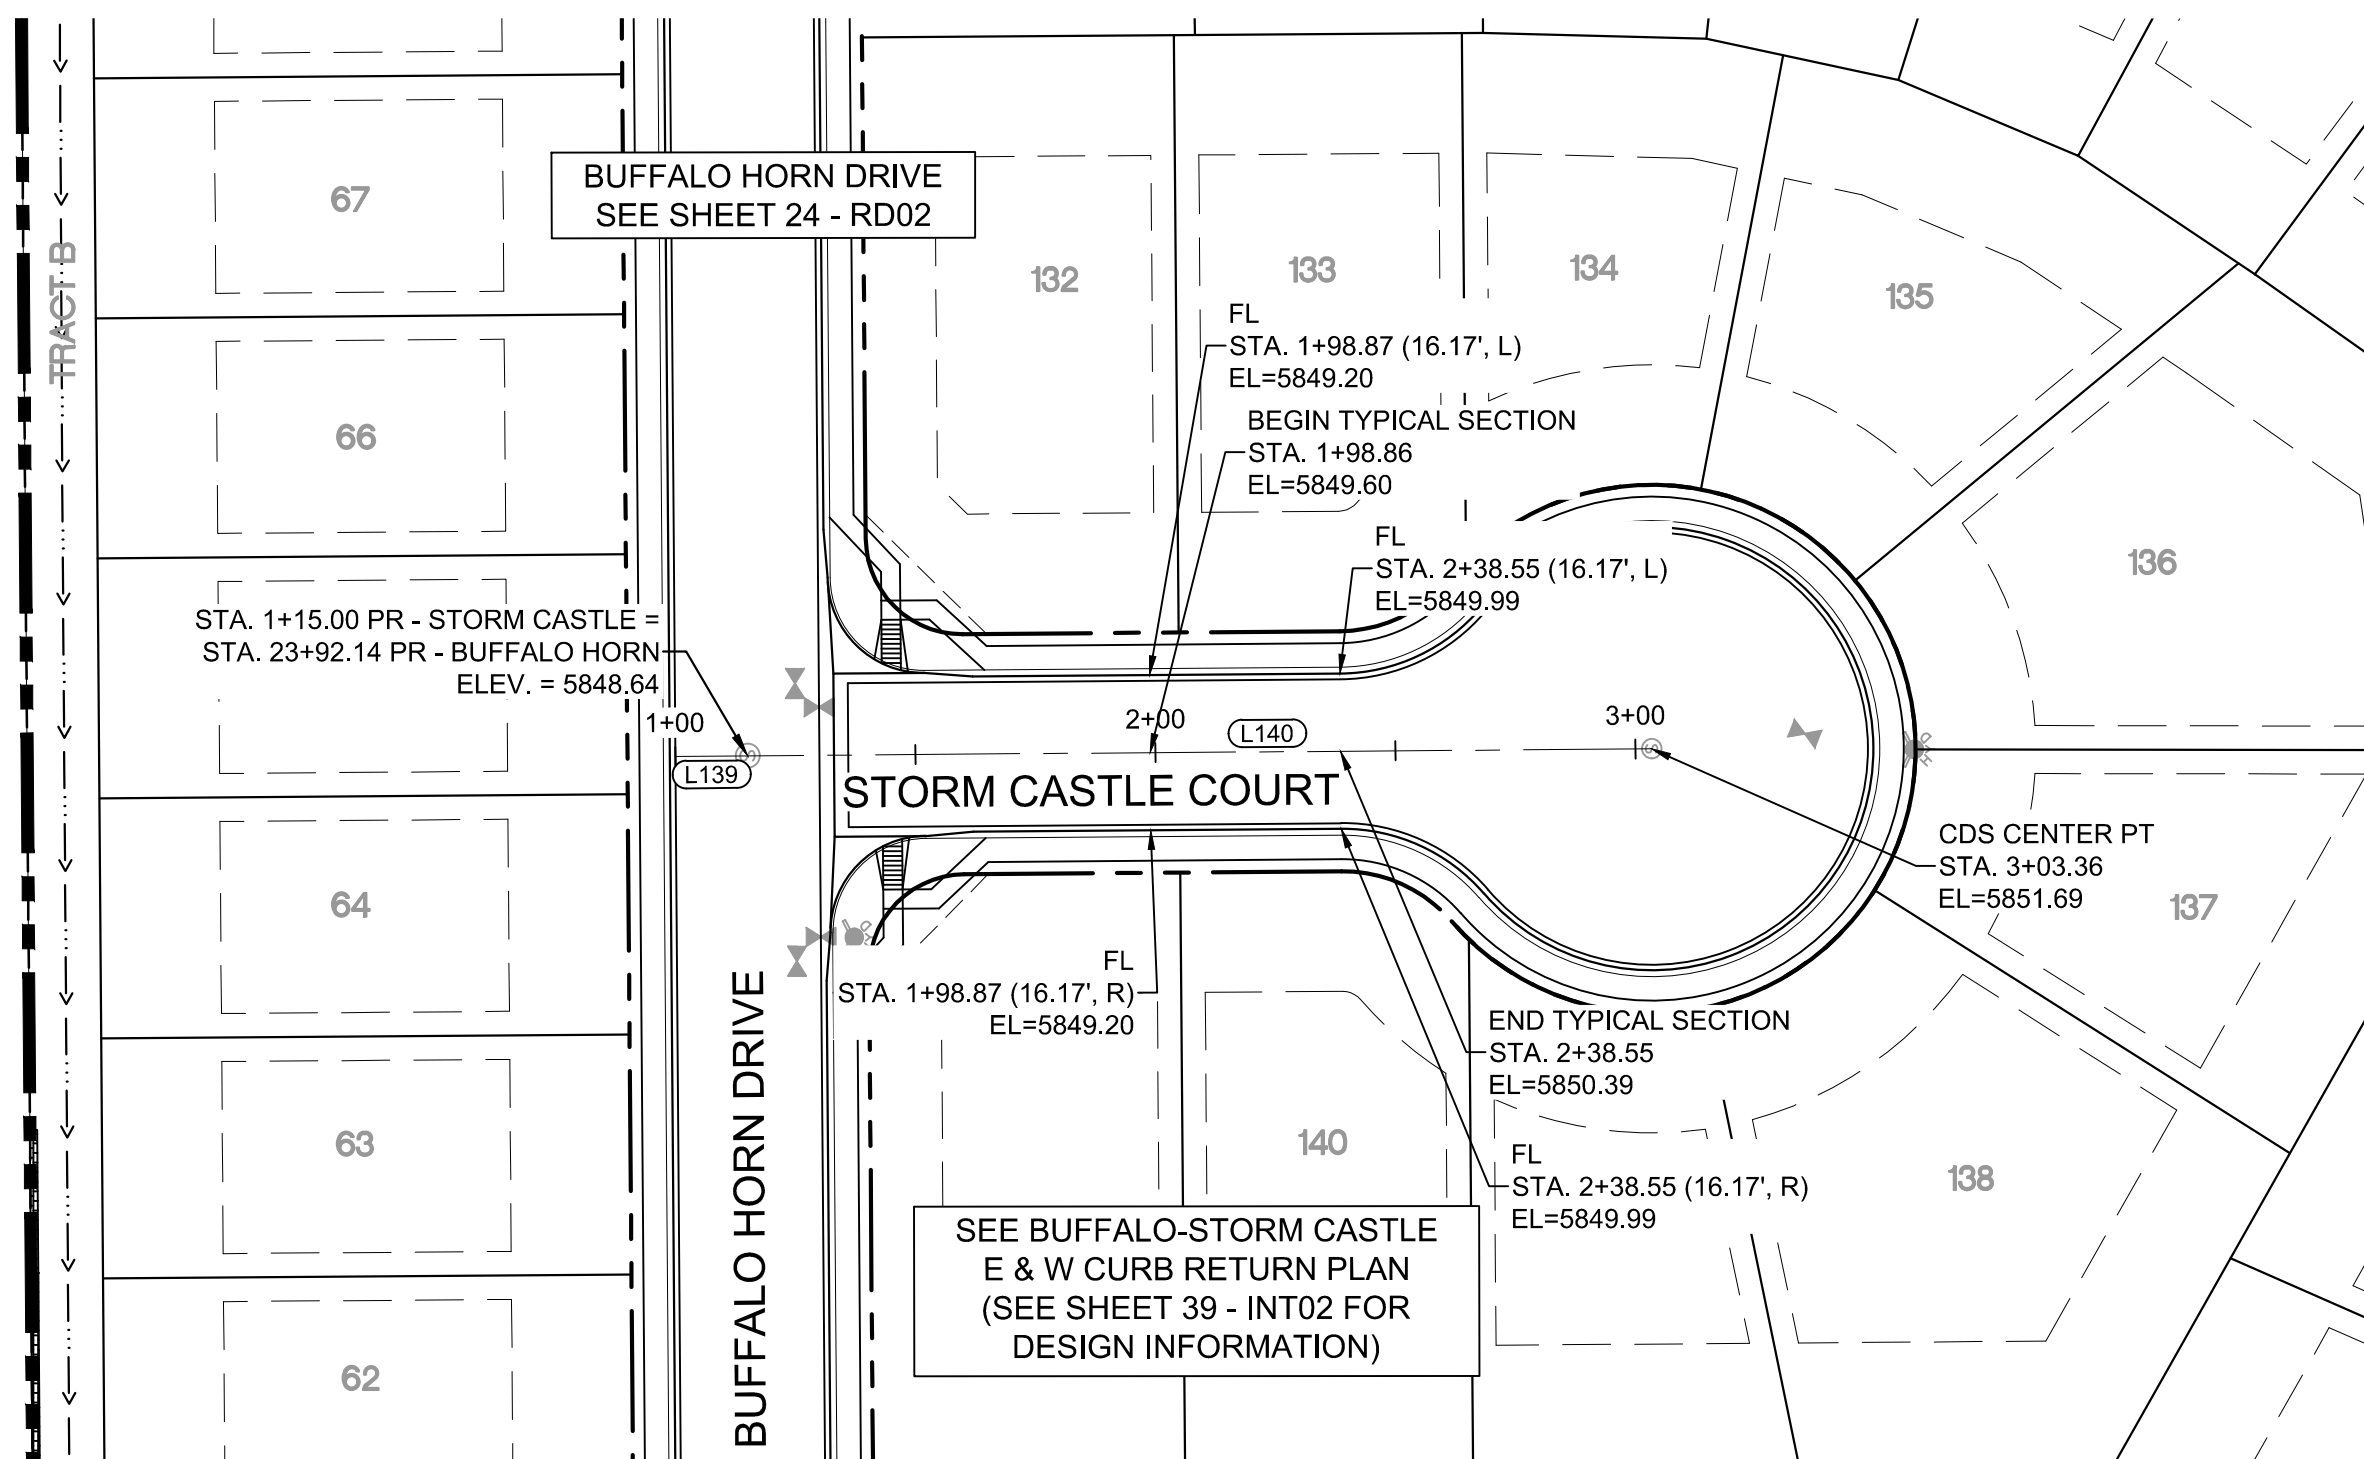 BUFFALO HORN DRIVE
SEE SHEET 24 - RD02
67
TRACT B
132
133
134
135
FL
STA. 1+98.87 (16.17', L)
EL=5849.20
BEGIN TYPICAL SECTION
STA. 1+98.86
EL=5849.60
66
FL
STA. 2+38.55 (16.17', L)
EL=5849.99
136
STA. 1+15.00 PR - STORM CASTLE =
STA. 23+92.14 PR - BUFFALO HORN
ELEV. = 5848.64
1+00
2+00
L140
3+00
S
S
L139
STORM CASTLE COURT
CDS CENTER PT
STA. 3+03.36
EL=5851.69
64
137
FL
STA. 1+98.87 (16.17', R)
EL=5849.20
BUFFALO HORN DRIVE
END TYPICAL SECTION
STA. 2+38.55
EL=5850.39
63
140
FL
STA. 2+38.55 (16.17', R)
EL=5849.99
138
SEE BUFFALO-STORM CASTLE
E & W CURB RETURN PLAN
(SEE SHEET 39 - INT02 FOR
DESIGN INFORMATION)
62